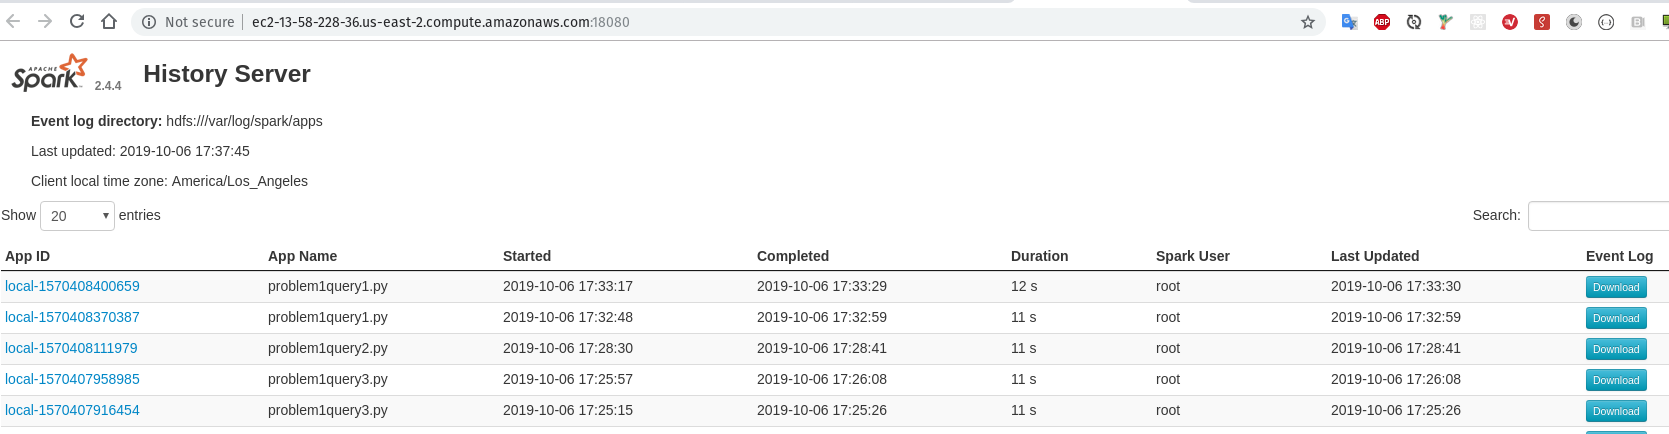 Not secure | ec2-13-58-228-36.us-east-2.compute.amazonaws.com:18080
APACHE Spark 2.4.4 History Server
Event log directory: hdfs:///var/log/spark/apps
Last updated: 2019-10-06 17:37:45
Client local time zone: America/Los_Angeles
Show 20 entries Search:
App ID App Name Started Completed Duration Spark User Last Updated Event Log
local-1570408400659 problem1query1.py 2019-10-06 17:33:17 2019-10-06 17:33:29 12 s root 2019-10-06 17:33:30 Download
local-1570408370387 problem1query1.py 2019-10-06 17:32:48 2019-10-06 17:32:59 11 s root 2019-10-06 17:32:59 Download
local-1570408111979 problem1query2.py 2019-10-06 17:28:30 2019-10-06 17:28:41 11 s root 2019-10-06 17:28:41 Download
local-1570407958985 problem1query3.py 2019-10-06 17:25:57 2019-10-06 17:26:08 11 s root 2019-10-06 17:26:08 Download
local-1570407916454 problem1query3.py 2019-10-06 17:25:15 2019-10-06 17:25:26 11 s root 2019-10-06 17:25:26 Download